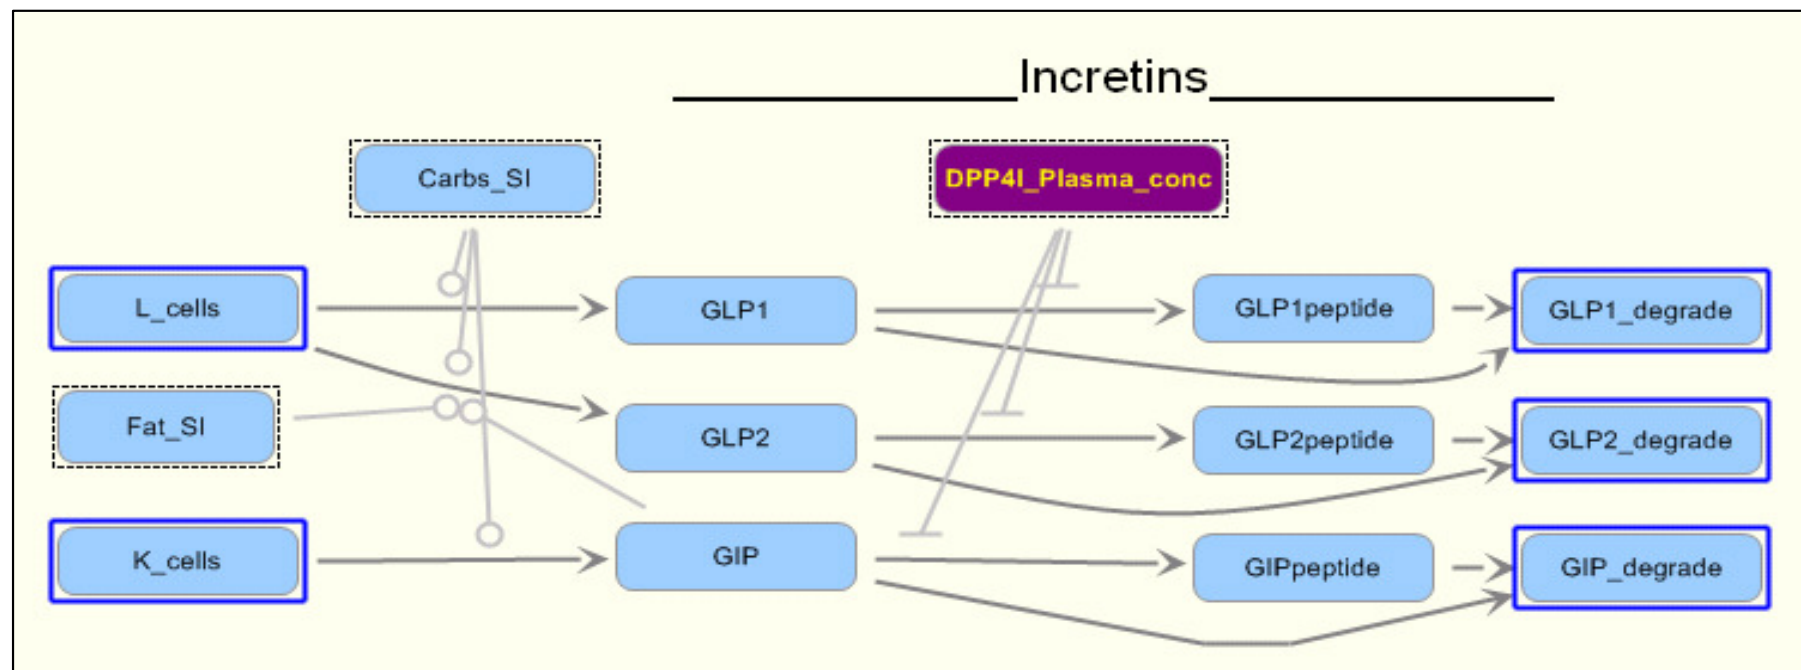 Incretins
Carbs_SI
DPP4I_Plasma_conc
L_cells
GLP1
GLP1peptide
GLP1_degrade
Fat_SI
GLP2
GLP2peptide
GLP2_degrade
K_cells
GIP
GIPpeptide
GIP_degrade